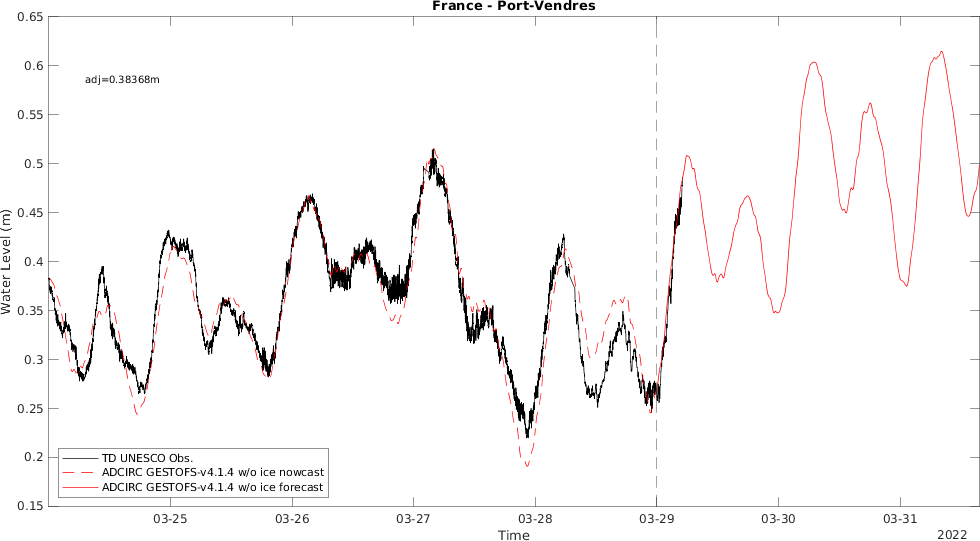 France - Port-Vendres
0.65
0.6
0.55
0.5
0.45
0.4
0.35
0.3
0.25
0.2
0.15
Water Level (m)
adj=0.38368m
TD UNESCO Obs.
ADCIRC GESTOFS-v4.1.4 w/o ice nowcast
ADCIRC GESTOFS-v4.1.4 w/o ice forecast
03-25 03-26 03-27 03-28 03-29 03-30 03-31
Time
2022